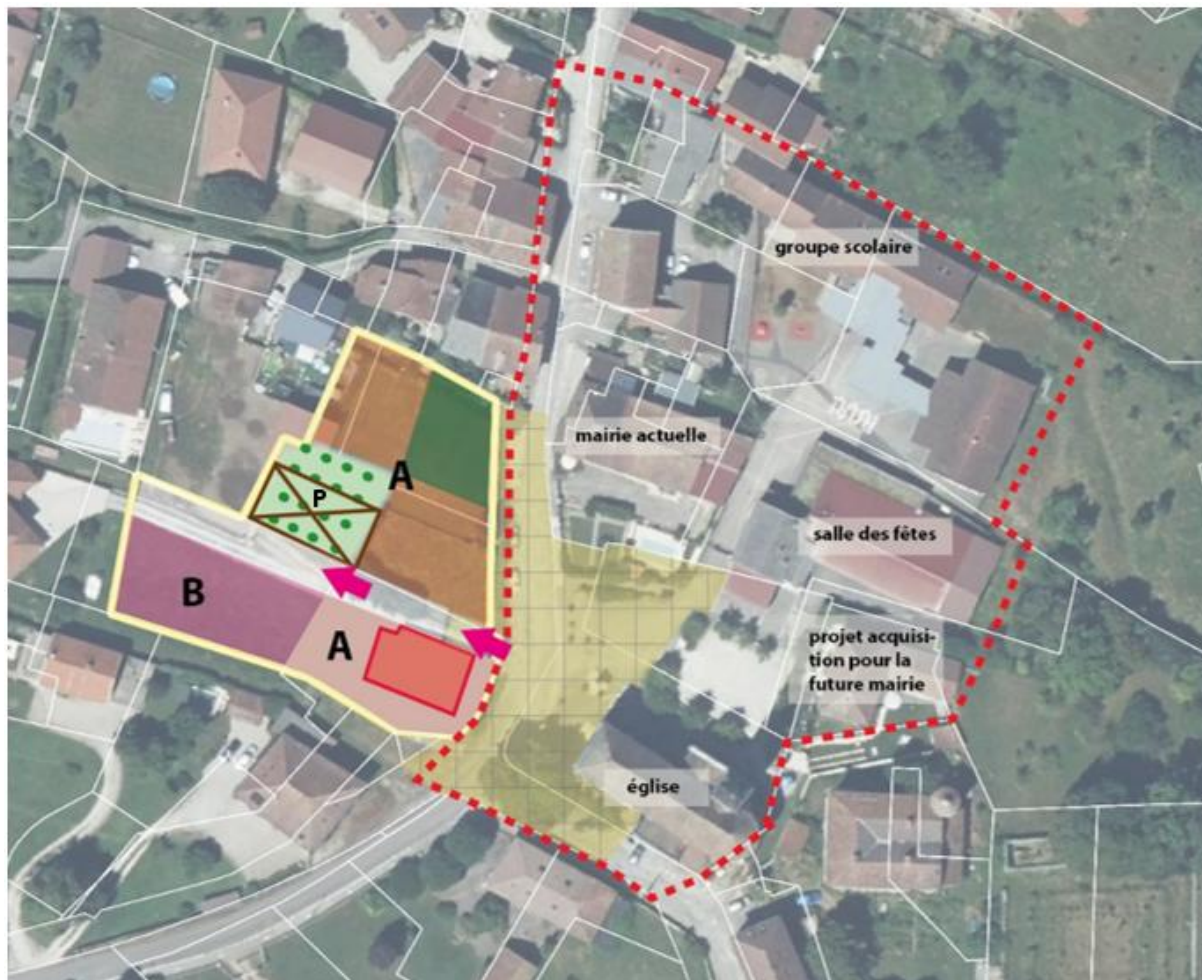 groupe scolaire
mairie actuelle
A
P
salle des fêtes
B
A
projet acquisi-
tion pour la
future mairie
église